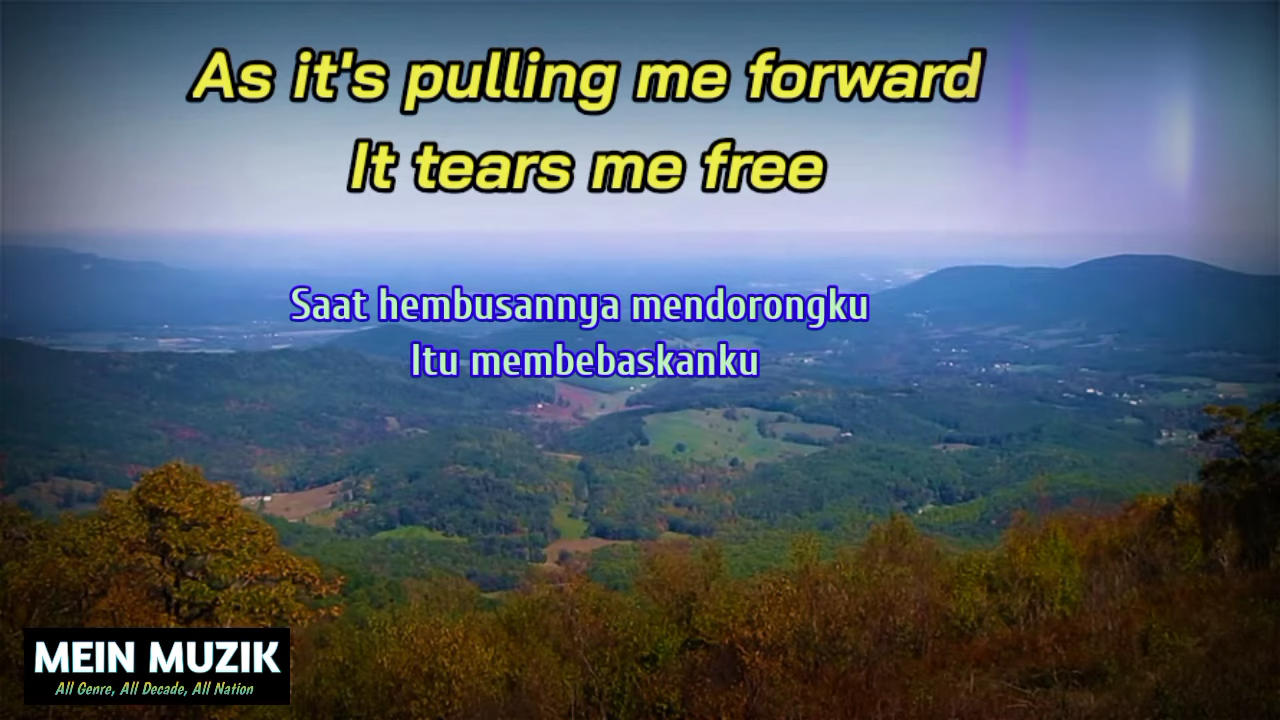 As it's pulling me forward
It tears me free
Saat hembusannya mendorongku
Itu membebaskanku
MEIN MUZIK
All Genre, All Decade, All Nation